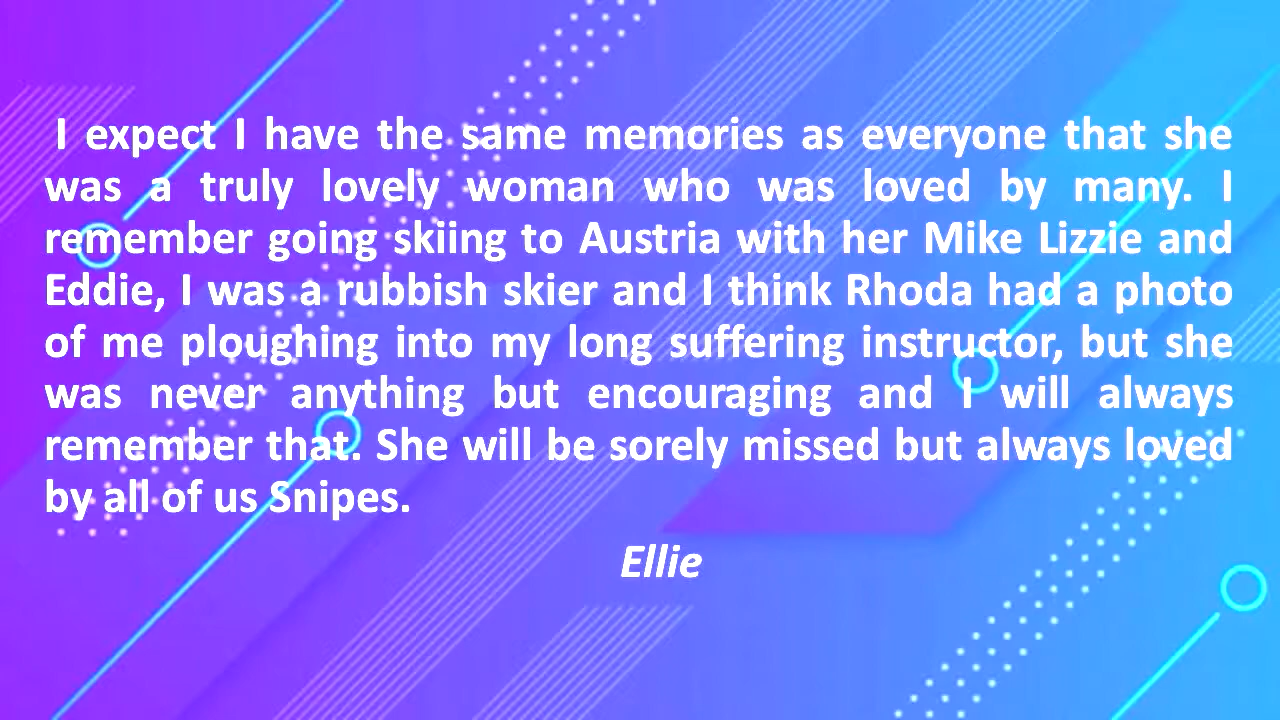 I expect I have the same memories as everyone that she
was a truly lovely woman who was loved by many. I
remember going skiing to Austria with her Mike Lizzie and
Eddie, I was a rubbish skier and I think Rhoda had a photo
of me ploughing into my long suffering instructor, but she
was never anything but encouraging and I will always
remember that. She will be sorely missed but always loved
by all of us Snipes.
Ellie